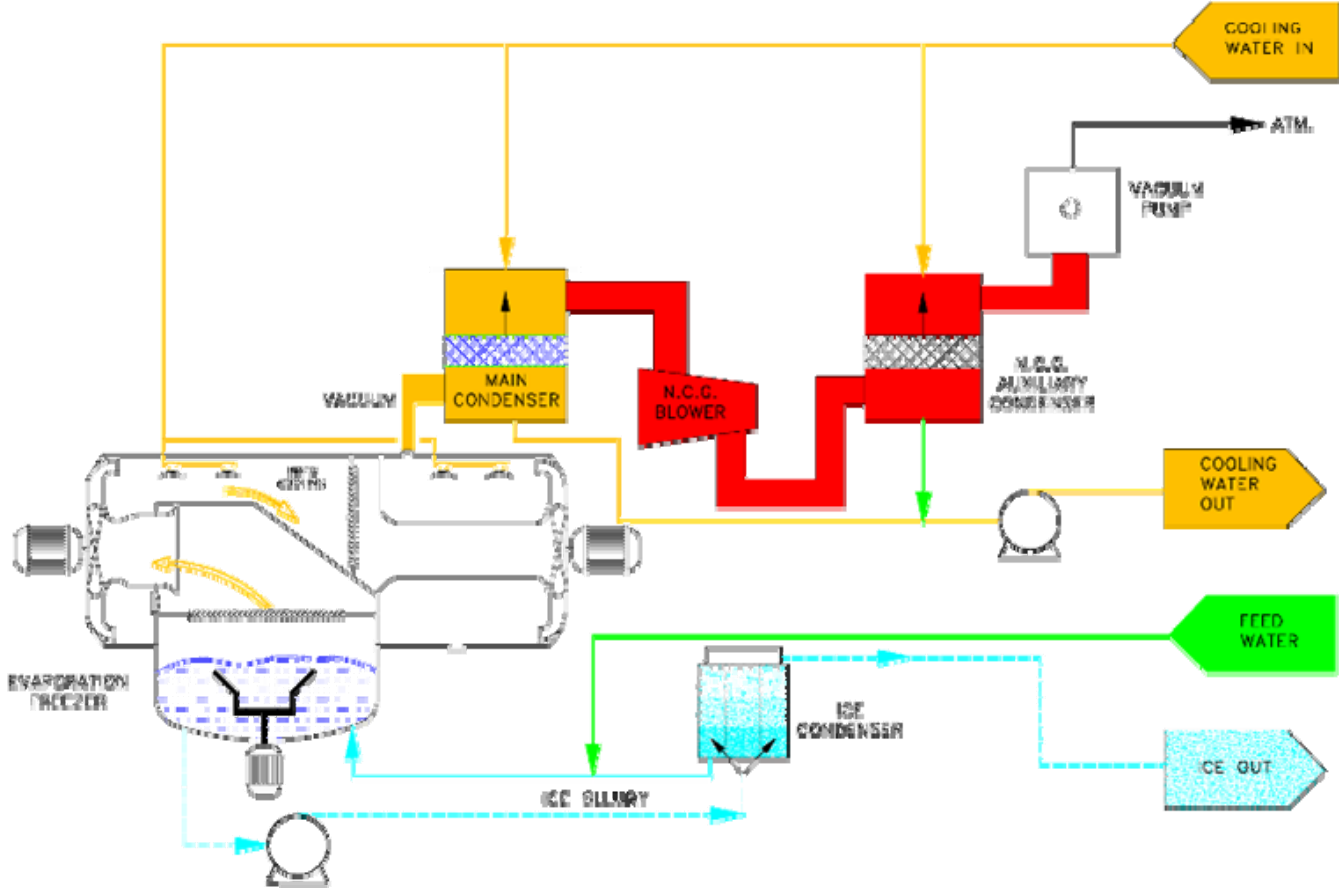 COOLING
WATER IN
ATM.
VACUUM
PUMP
MAIN
CONDENSER
VACUUM
N.C.G.
BLOWER
N.C.G.
AUXILIARY
CONDENSER
COOLING
WATER
OUT
FEED
WATER
EVAPORATION
FREEZER
ICE
CONDENSER
ICE OUT
ICE SLURRY